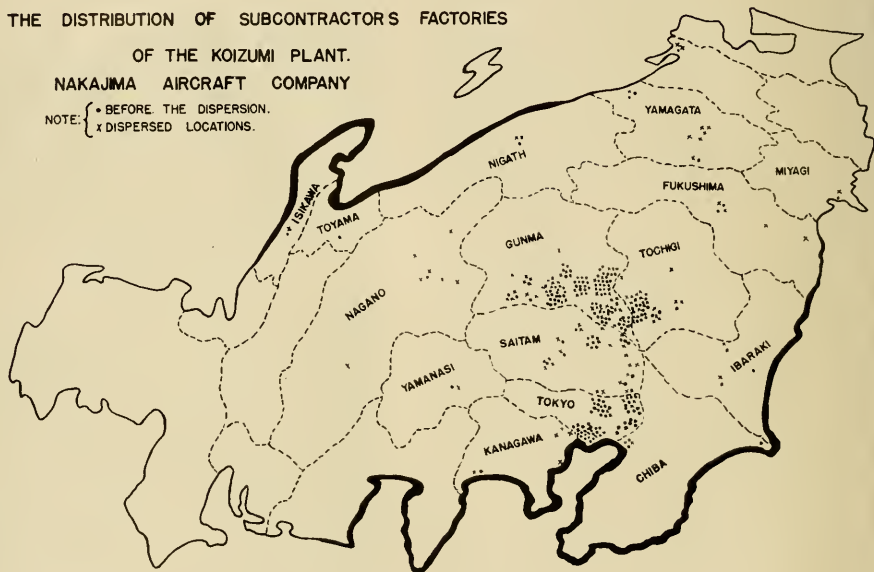 THE DISTRIBUTION OF SUBCONTRACTOR'S FACTORIES
OF THE KOIZUMI PLANT.
NAKAJIMA AIRCRAFT COMPANY
NOTE: { • BEFORE THE DISPERSION.
x DISPERSED LOCATIONS.
YAMAGATA
NIGATH
MIYAGI
FUKUSHIMA
ISIKAWA
TOYAMA
GUNMA
TOCHIGI
NAGANO
SAITAM
IBARAKI
YAMANASI
TOKYO
KANAGAWA
CHIBA